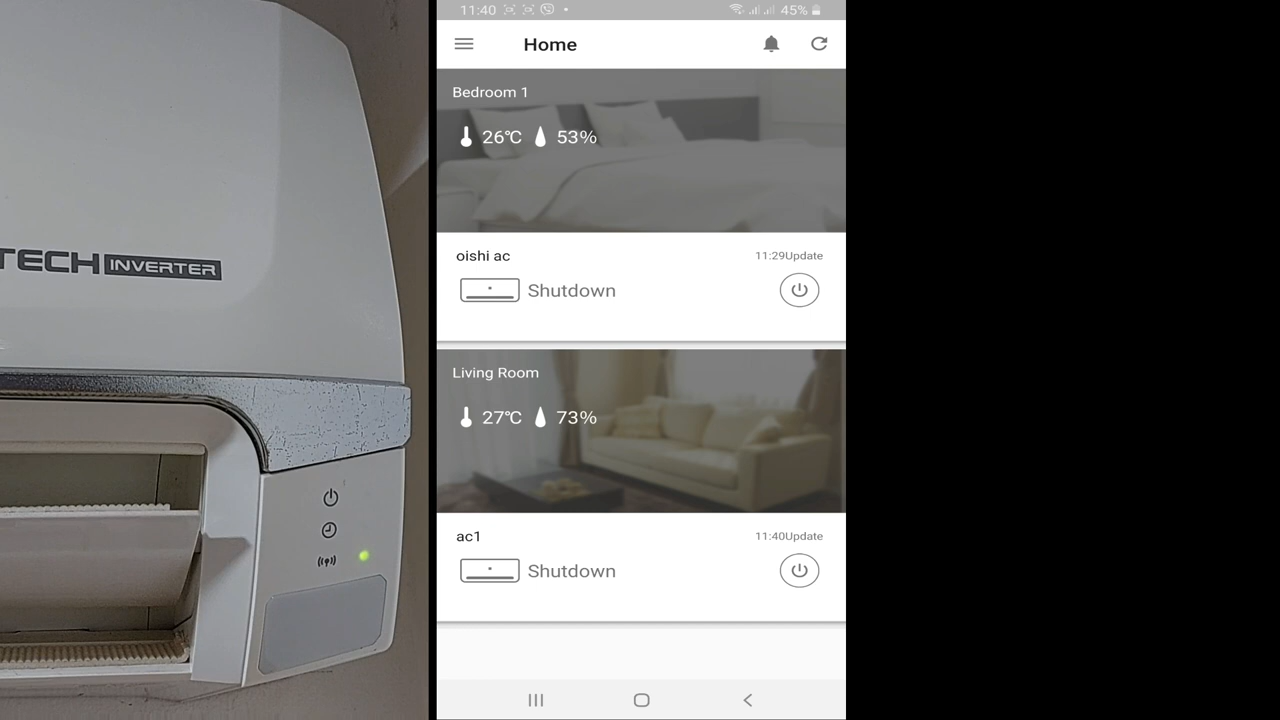 TECH INVERTER
11:40
45%
Home
Bedroom 1
26℃ 53%
oishi ac
11:29Update
Shutdown
Living Room
27℃ 73%
ac1
11:40Update
Shutdown